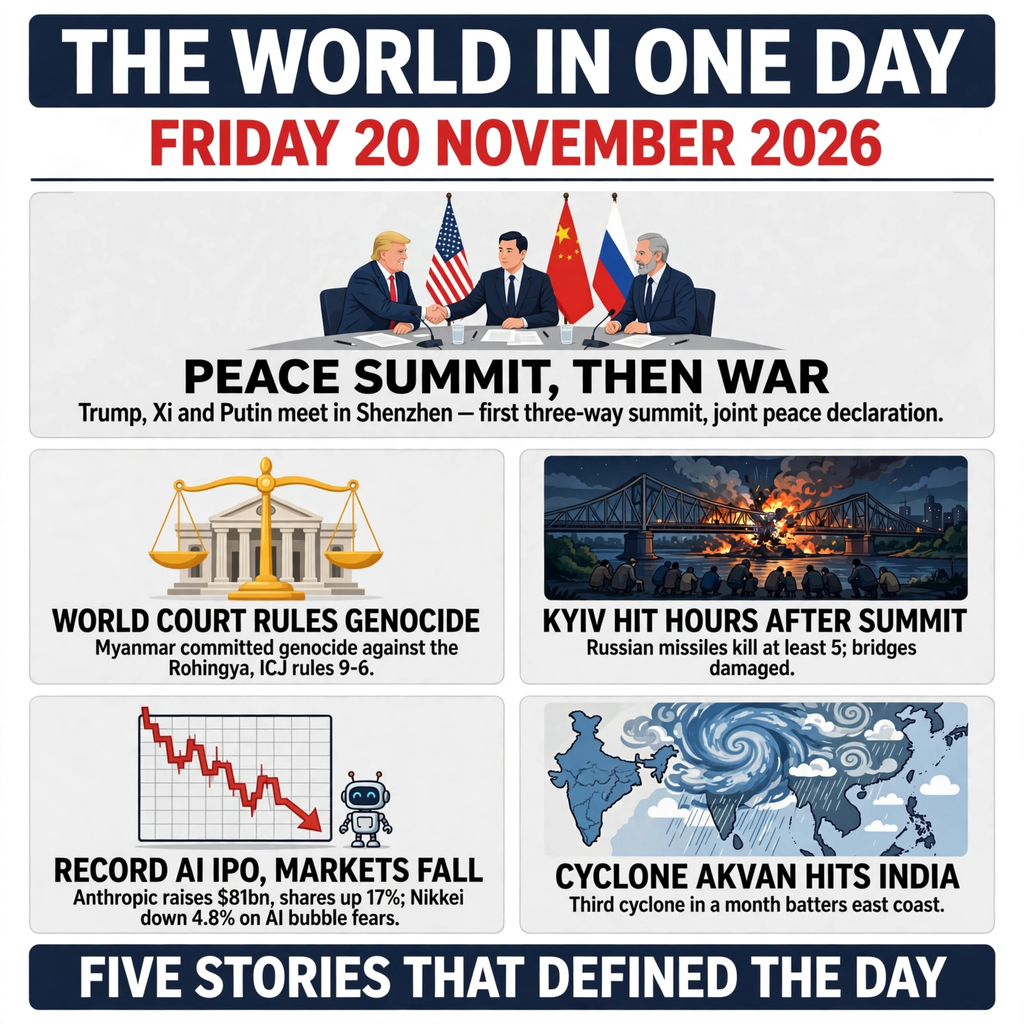 THE WORLD IN ONE DAY
FRIDAY 20 NOVEMBER 2026
PEACE SUMMIT, THEN WAR
Trump, Xi and Putin meet in Shenzhen — first three-way summit, joint peace declaration.
WORLD COURT RULES GENOCIDE
Myanmar committed genocide against the
Rohingya, ICJ rules 9-6.
KYIV HIT HOURS AFTER SUMMIT
Russian missiles kill at least 5; bridges
damaged.
RECORD AI IPO, MARKETS FALL
Anthropic raises $81bn, shares up 17%; Nikkei
down 4.8% on AI bubble fears.
CYCLONE AKVAN HITS INDIA
Third cyclone in a month batters east coast.
FIVE STORIES THAT DEFINED THE DAY